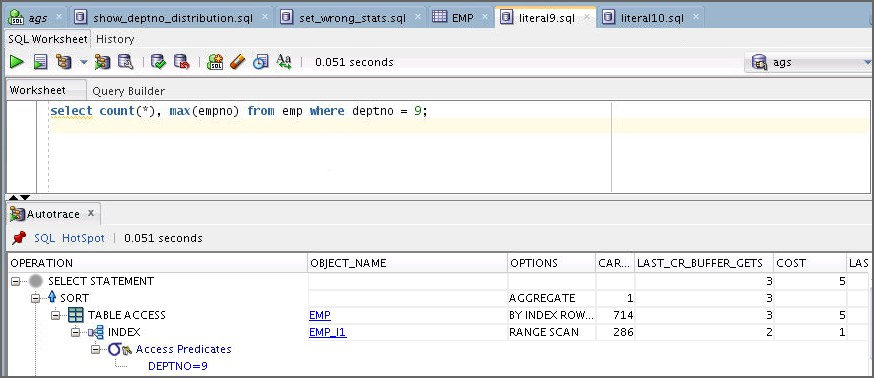 ags show_deptno_distribution.sql set_wrong_stats.sql EMP literal9.sql literal10.sql
SQL Worksheet History
0.051 seconds ags
Worksheet Query Builder
select count(*), max(empno) from emp where deptno = 9;
Autotrace x
SQL HotSpot 0.051 seconds
OPERATION OBJECT_NAME OPTIONS CAR... LAST_CR_BUFFER_GETS COST LAS
SELECT STATEMENT 3 5
SORT AGGREGATE 1 3
TABLE ACCESS EMP BY INDEX ROW... 714 3 5
INDEX EMP_I1 RANGE SCAN 286 2 1
Access Predicates
DEPTNO=9